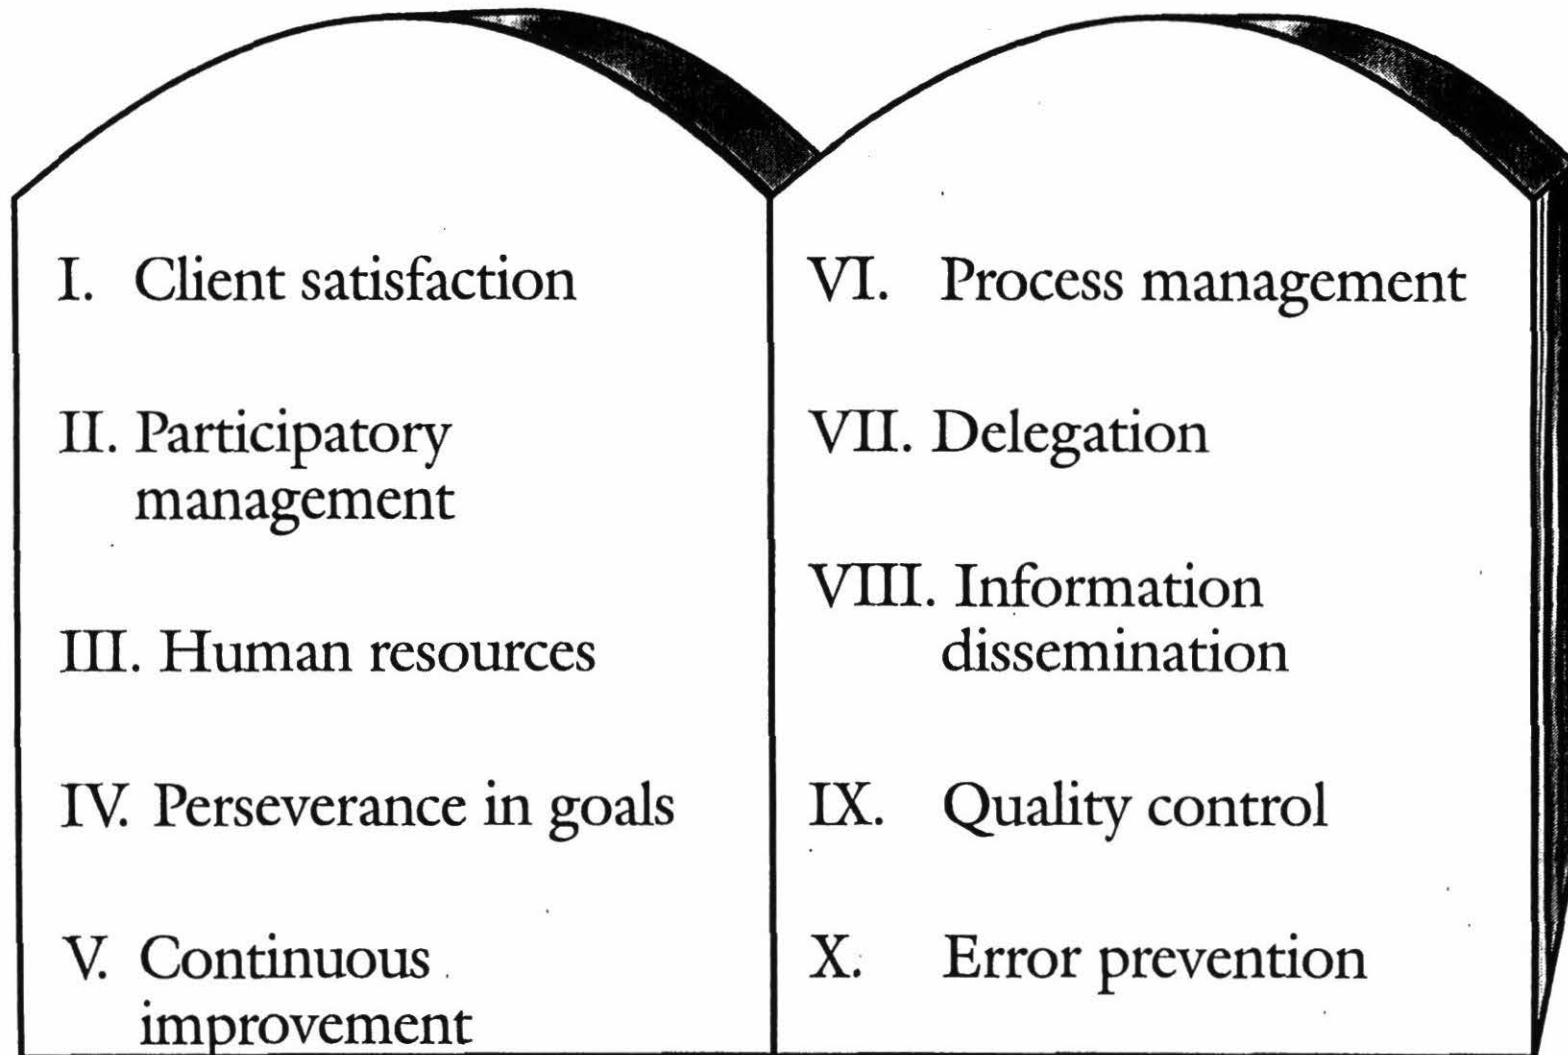 I. Client satisfaction
II. Participatory
management
III. Human resources
IV. Perseverance in goals
V. Continuous
improvement
VI. Process management
VII. Delegation
VIII. Information
dissemination
IX. Quality control
X. Error prevention